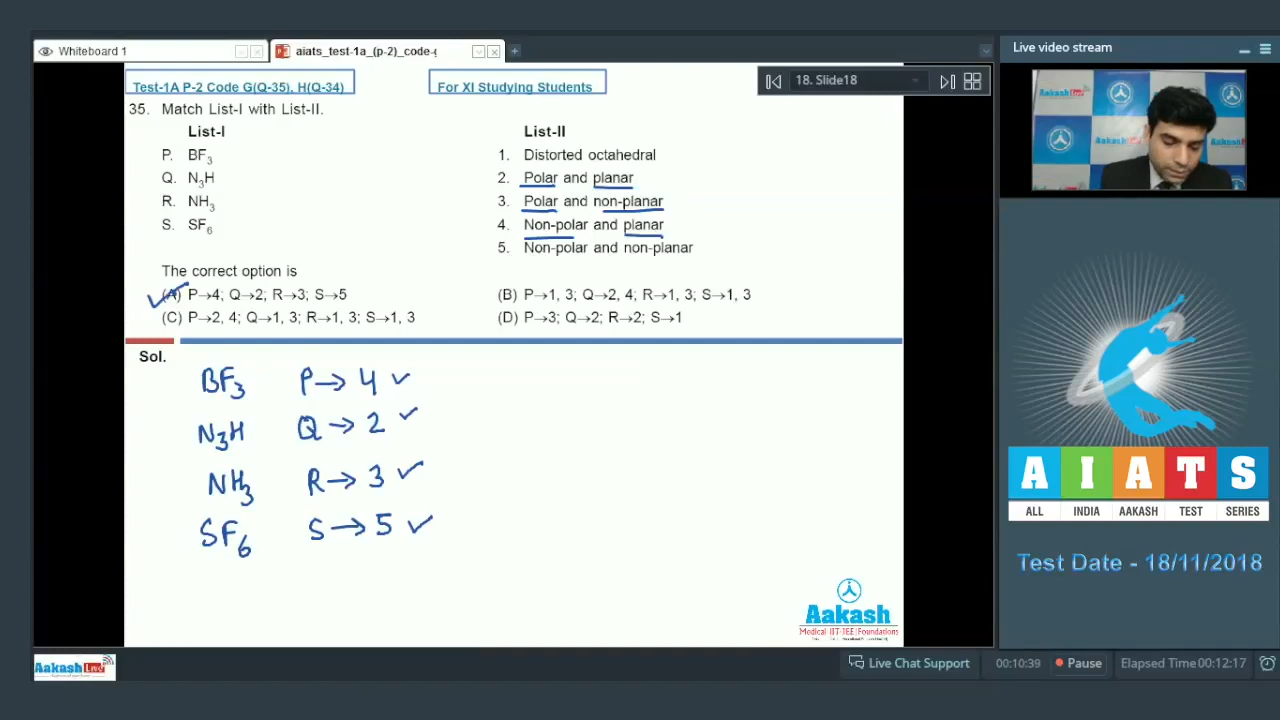 Whiteboard 1
aiats_test-1a_(p-2)_code-g
Live video stream
18. Slide18
Test-1A P-2 Code G(Q-35), H(Q-34)
For XI Studying Students
35. Match List-I with List-II.
List-I
List-II
P. BF3
1. Distorted octahedral
Q. N3H
2. Polar and planar
R. NH3
3. Polar and non-planar
S. SF6
4. Non-polar and planar
5. Non-polar and non-planar
The correct option is
(A) P→4; Q→2; R→3; S→5
(B) P→1, 3; Q→2, 4; R→1, 3; S→1, 3
(C) P→2, 4; Q→1, 3; R→1, 3; S→1, 3
(D) P→3; Q→2; R→2; S→1
Sol.
BF3 P→4 ✓
N3H Q→2 ✓
NH3 R→3 ✓
SF6 S→5 ✓
AIATS
ALL INDIA AAKASH TEST SERIES
Test Date - 18/11/2018
Aakash
Medical|IIT-JEE|Foundations
Aakash Live
Live Chat Support
00:10:39
Pause
Elapsed Time 00:12:17